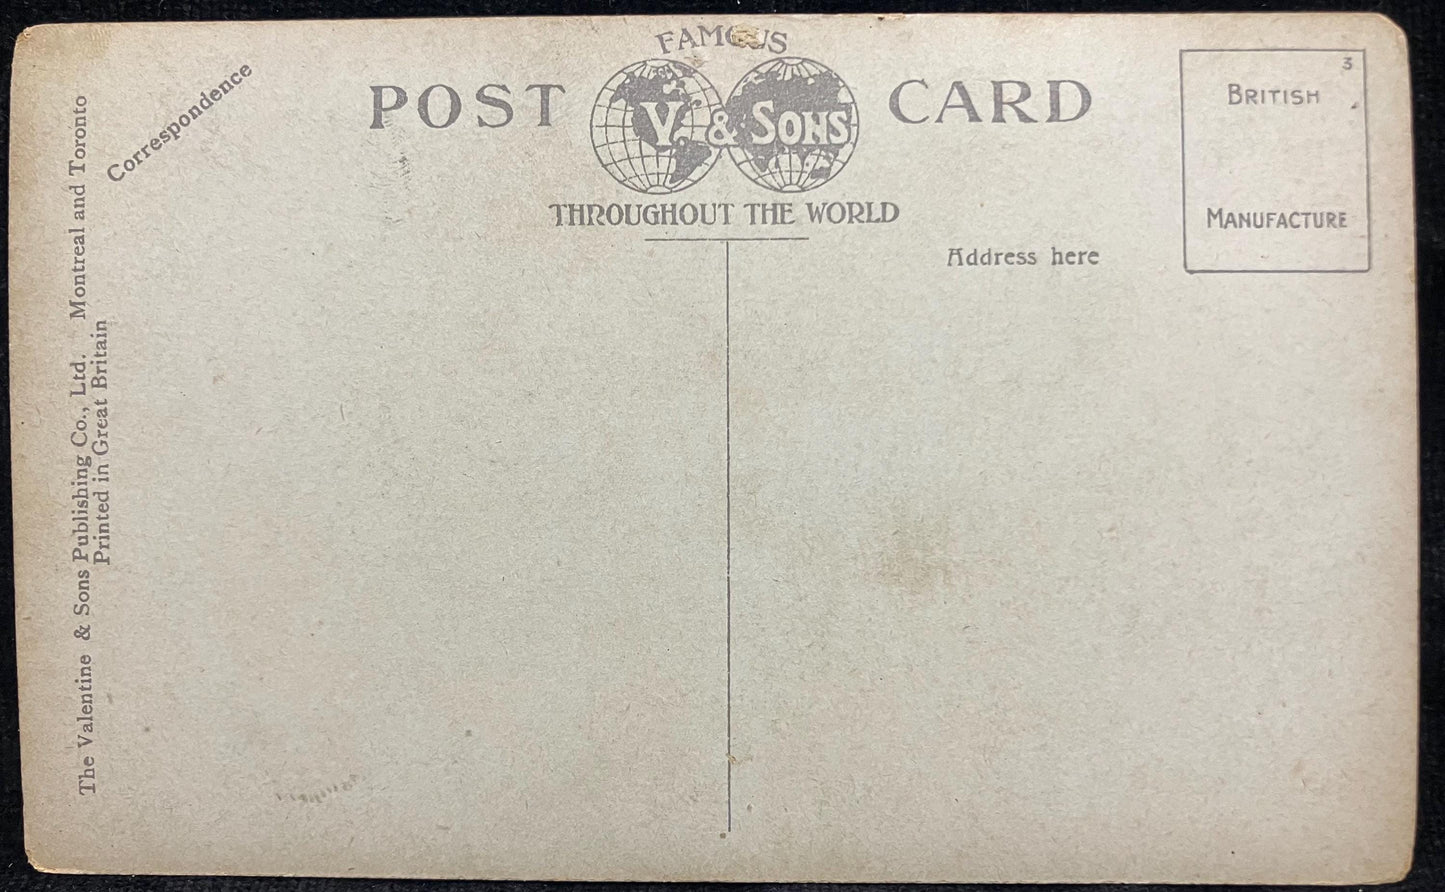 FAMOUS
POST CARD
V & SONS
THROUGHOUT THE WORLD
3
BRITISH
MANUFACTURE
Correspondence
Address here
The Valentine & Sons Publishing Co., Ltd. Montreal and Toronto
Printed in Great Britain